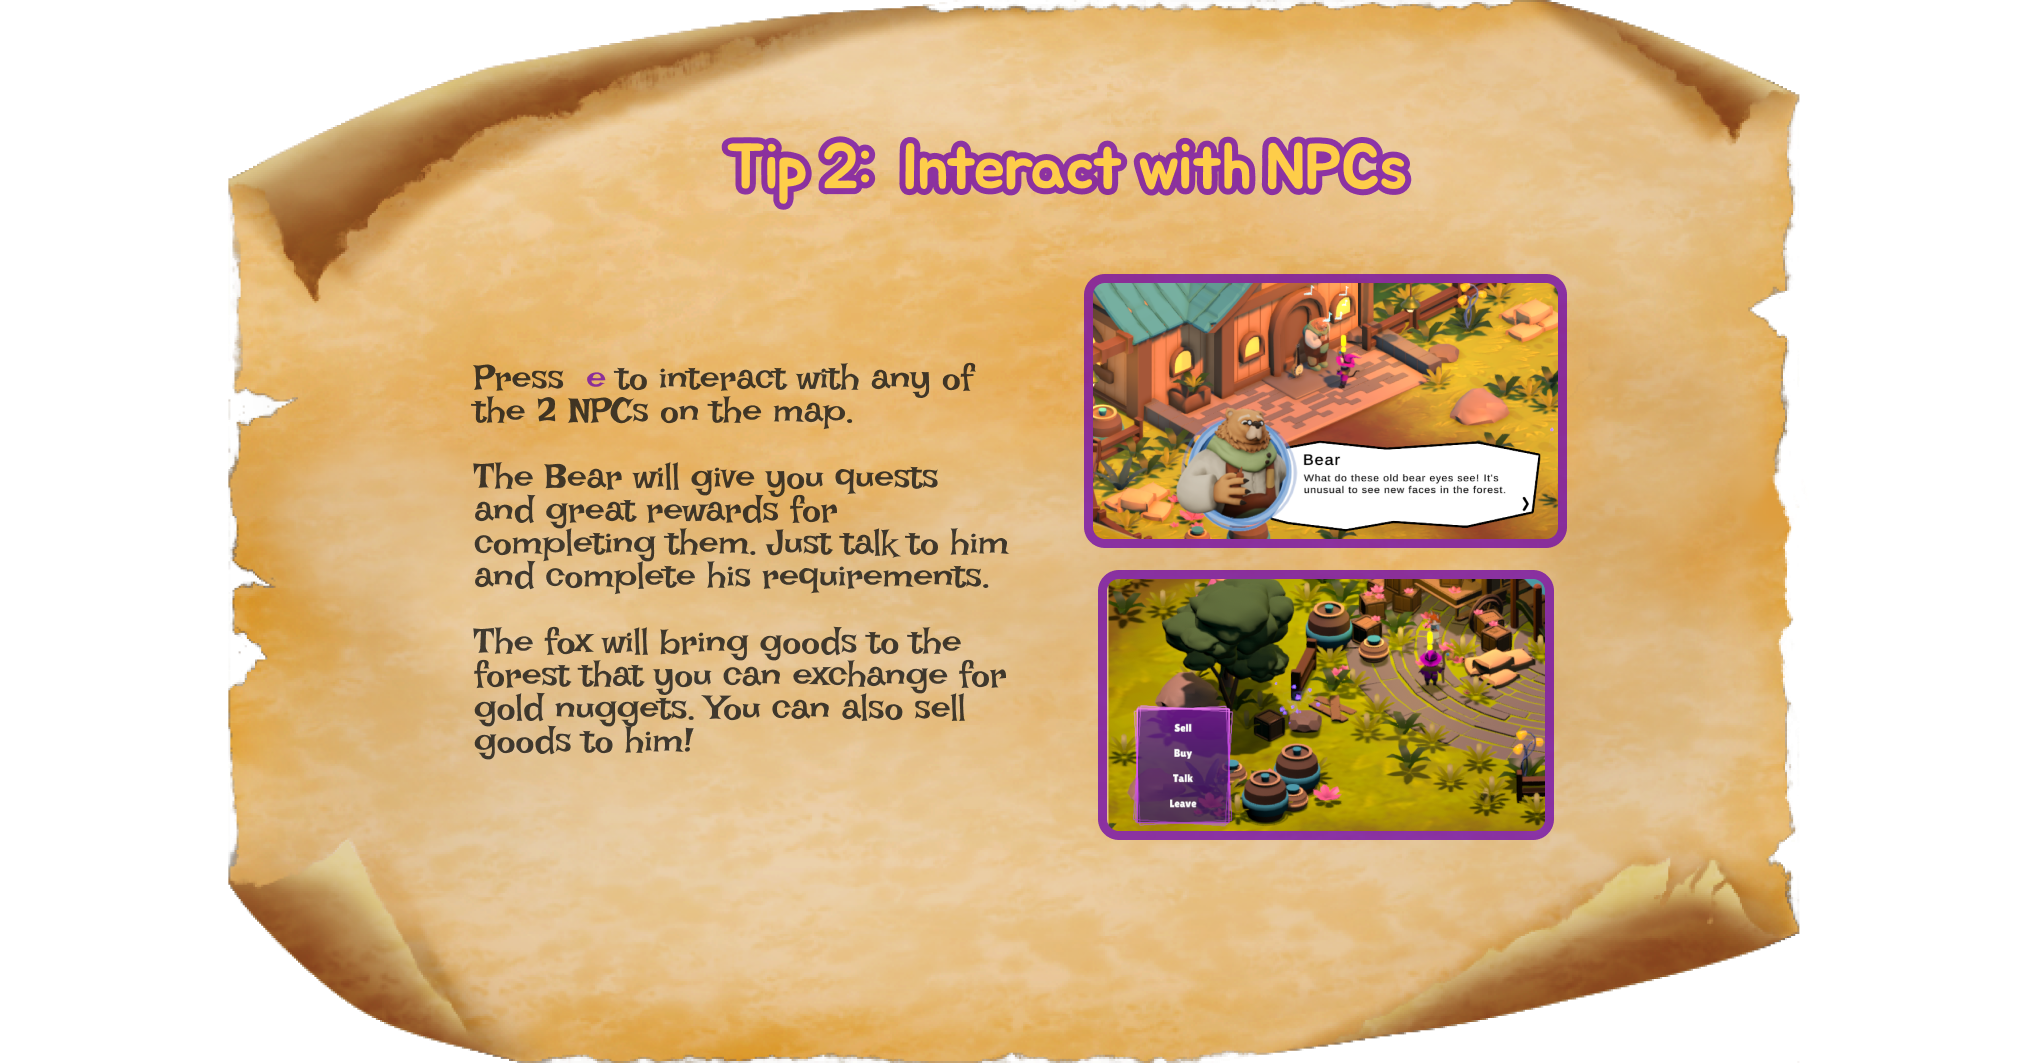 Tip 2: Interact with NPCs
Press e to interact with any of
the 2 NPCs on the map.
The Bear will give you quests
and great rewards for
completing them. Just talk to him
and complete his requirements.
The fox will bring goods to the
forest that you can exchange for
gold nuggets. You can also sell
goods to him!
Bear
What do these old bear eyes see! It's
unusual to see new faces in the forest.
Sell
Buy
Talk
Leave